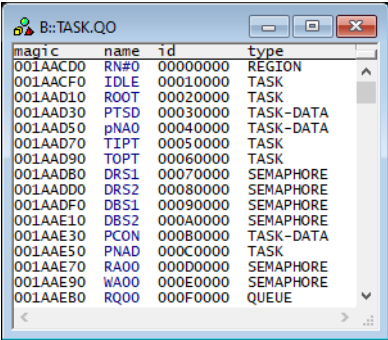 B::TASK.QO
magic name id type
001AACD0 RN#0 00000000 REGION
001AACF0 IDLE 00010000 TASK
001AAD10 ROOT 00020000 TASK
001AAD30 PTSD 00030000 TASK-DATA
001AAD50 pNA0 00040000 TASK-DATA
001AAD70 TIPT 00050000 TASK
001AAD90 TOPT 00060000 TASK
001AADB0 DRS1 00070000 SEMAPHORE
001AADD0 DRS2 00080000 SEMAPHORE
001AADF0 DBS1 00090000 SEMAPHORE
001AAE10 DBS2 000A0000 SEMAPHORE
001AAE30 PCON 000B0000 TASK-DATA
001AAE50 PNAD 000C0000 TASK
001AAE70 RA00 000D0000 SEMAPHORE
001AAE90 WA00 000E0000 SEMAPHORE
001AAEB0 RQ00 000F0000 QUEUE